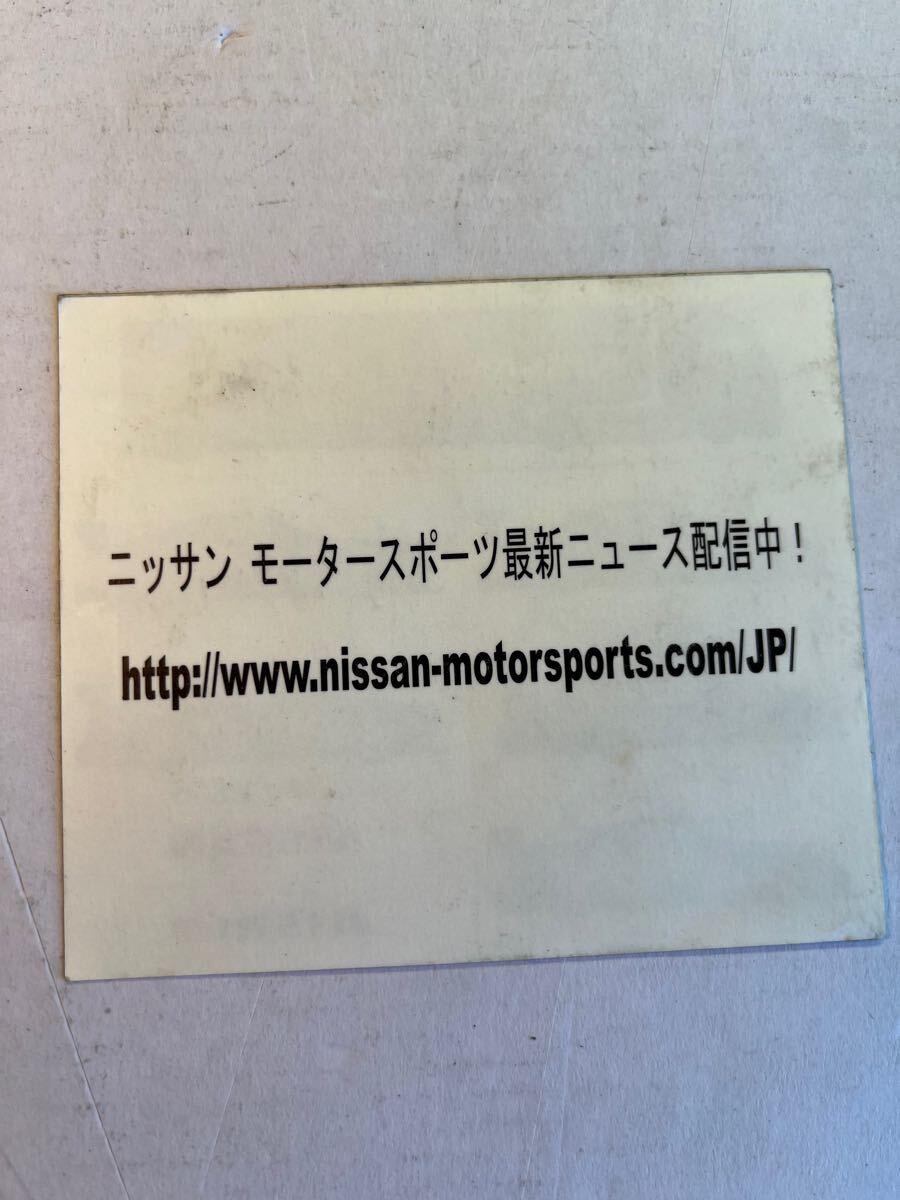 ニッサン モータースポーツ最新ニュース配信中！
http://www.nissan-motorsports.com/JP/